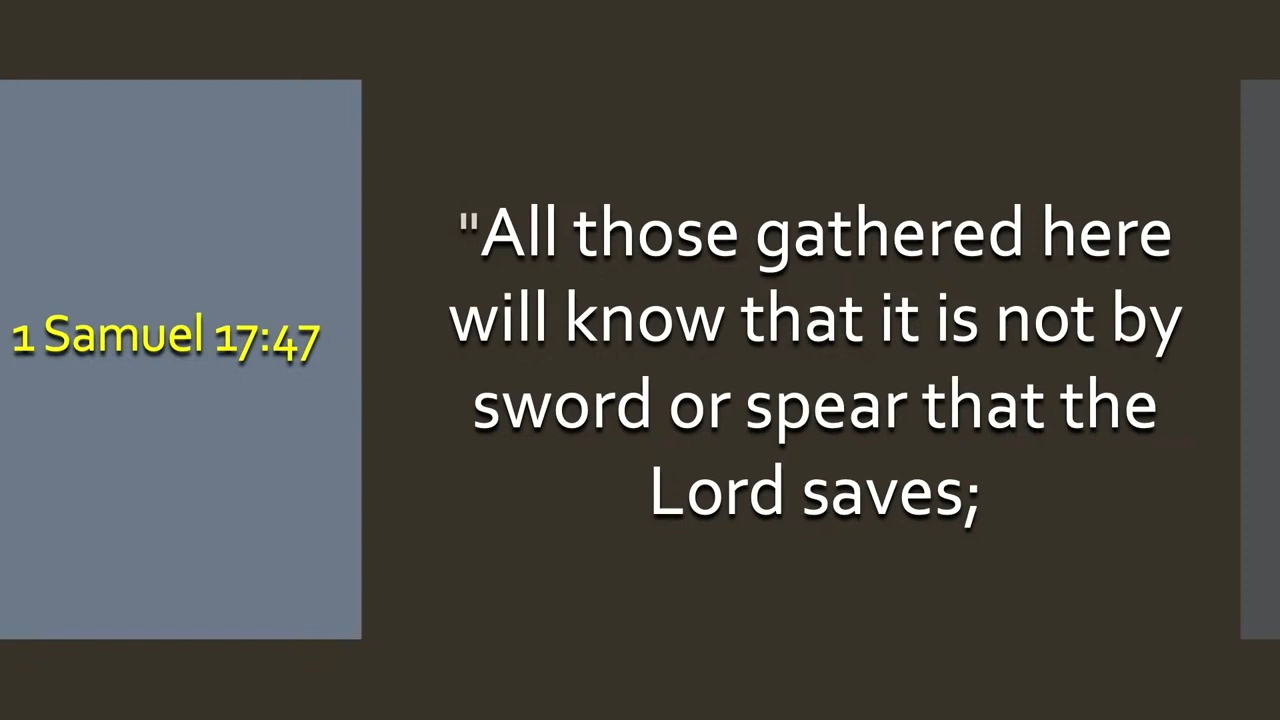 1 Samuel 17:47
"All those gathered here
will know that it is not by
sword or spear that the
Lord saves;